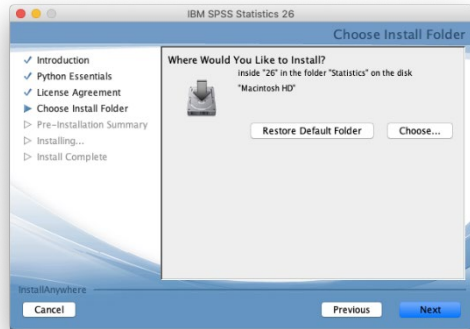 IBM SPSS Statistics 26
Choose Install Folder
Introduction
Python Essentials
License Agreement
Choose Install Folder
Pre-Installation Summary
Installing...
Install Complete
Where Would You Like to Install?
inside "26" in the folder "Statistics" on the disk
"Macintosh HD"
Restore Default Folder
Choose...
InstallAnywhere
Cancel
Previous
Next